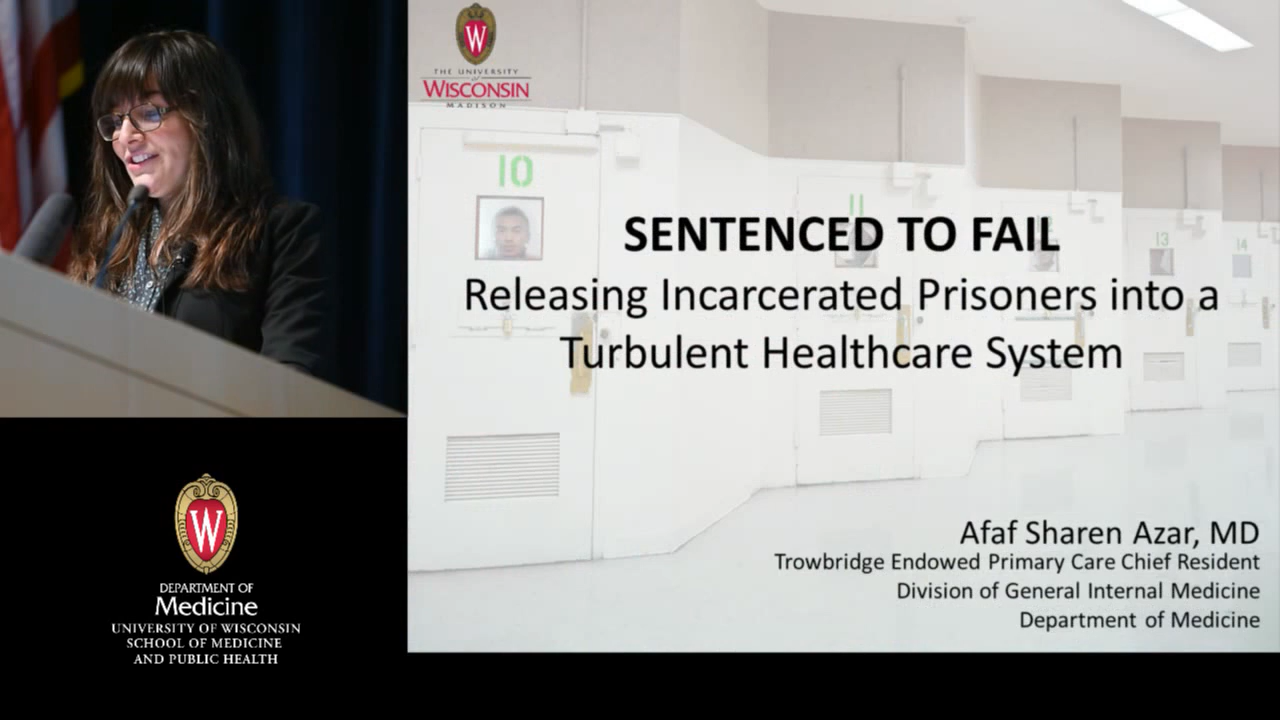 THE UNIVERSITY
of
WISCONSIN
MADISON
10
11
12
13
14
SENTENCED TO FAIL
Releasing Incarcerated Prisoners into a
Turbulent Healthcare System
Afaf Sharen Azar, MD
Trowbridge Endowed Primary Care Chief Resident
Division of General Internal Medicine
Department of Medicine
W
W
DEPARTMENT OF
Medicine
UNIVERSITY OF WISCONSIN
SCHOOL OF MEDICINE
AND PUBLIC HEALTH